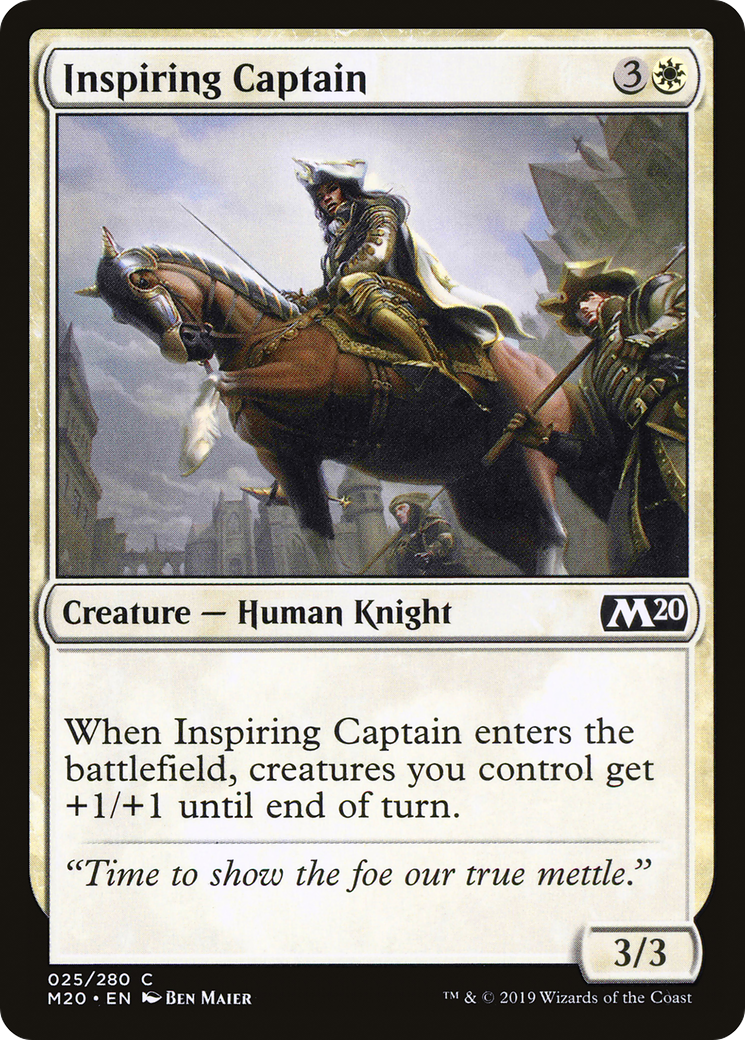 Inspiring Captain 3
Creature — Human Knight M20
When Inspiring Captain enters the
battlefield, creatures you control get
+1/+1 until end of turn.
“Time to show the foe our true mettle.”
3/3
025/280 C
M20 • EN Ben Maier ™ & © 2019 Wizards of the Coast